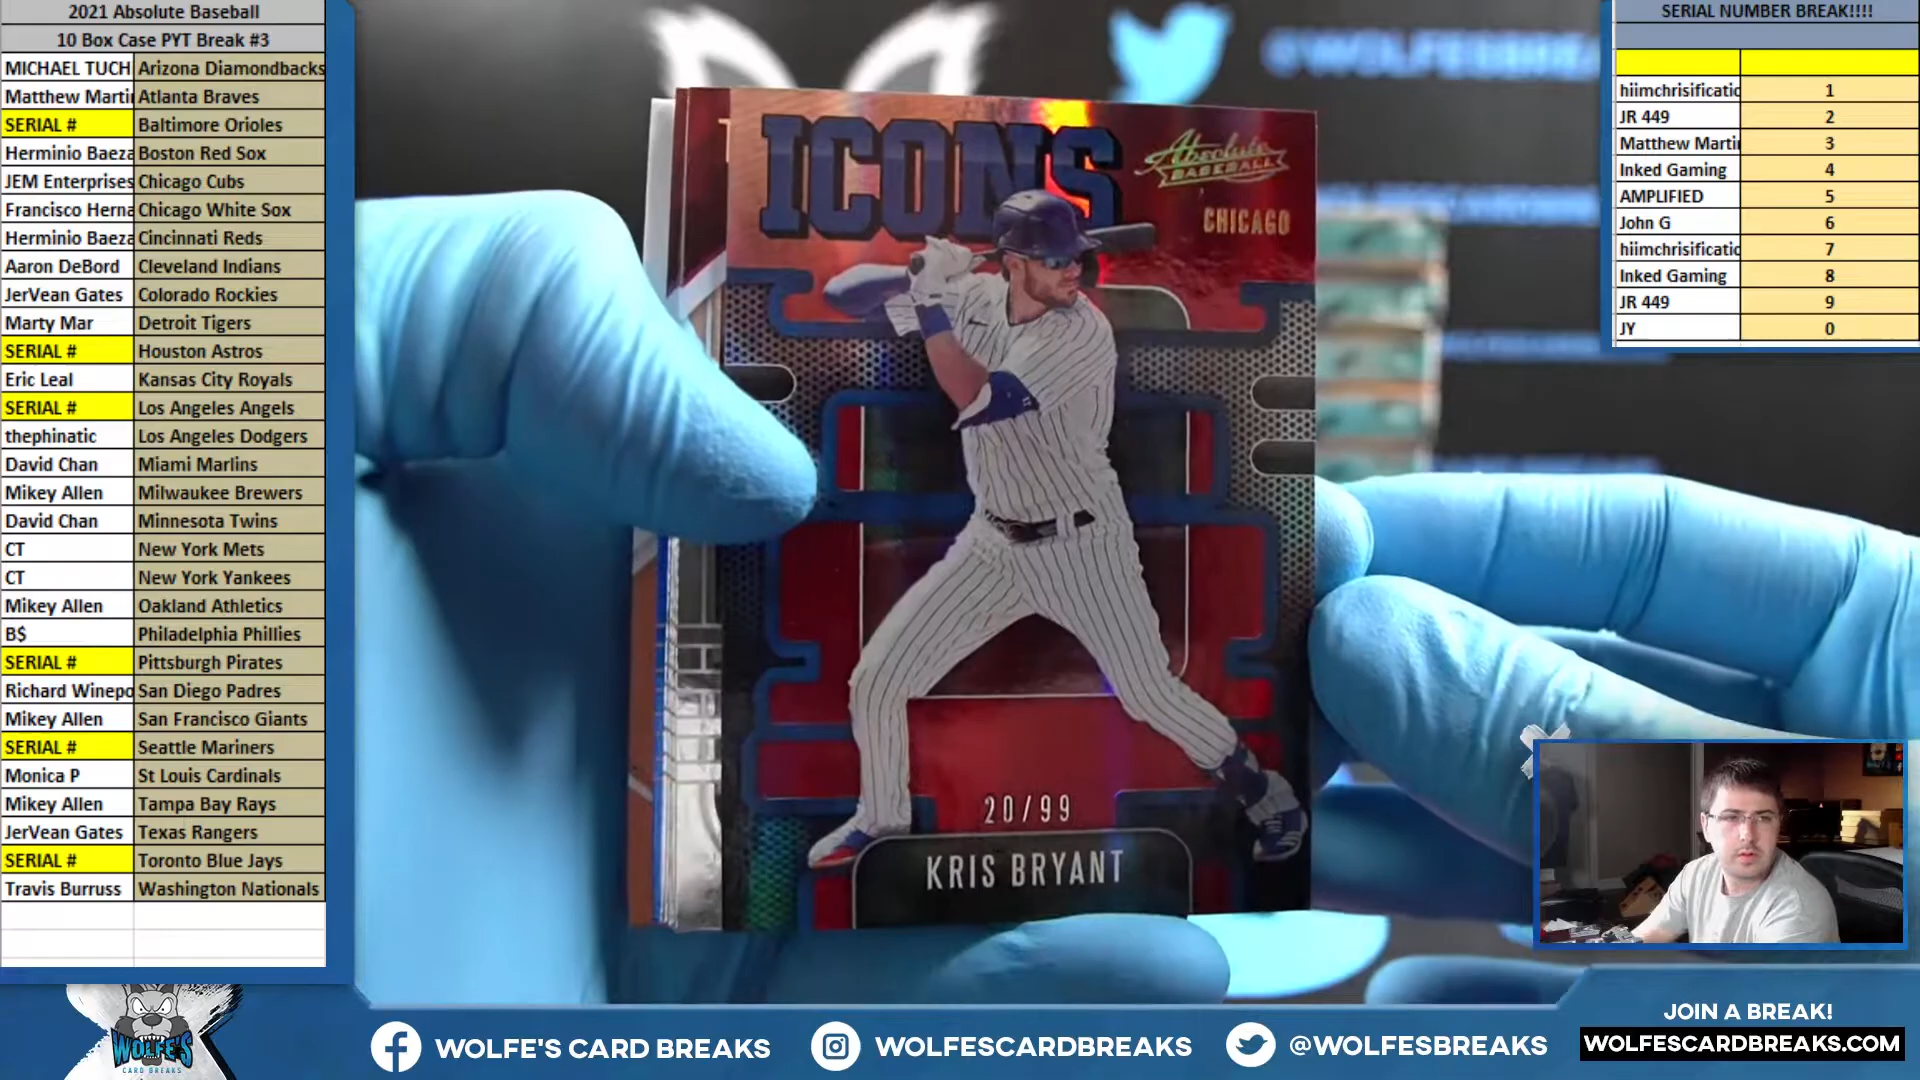 2021 Absolute Baseball
10 Box Case PYT Break #3
MICHAEL TUCH Arizona Diamondbacks
Matthew Martin Atlanta Braves
SERIAL # Baltimore Orioles
Herminio Baeza Boston Red Sox
JEM Enterprises Chicago Cubs
Francisco Herna Chicago White Sox
Herminio Baeza Cincinnati Reds
Aaron DeBord Cleveland Indians
JerVean Gates Colorado Rockies
Marty Mar Detroit Tigers
SERIAL # Houston Astros
Eric Leal Kansas City Royals
SERIAL # Los Angeles Angels
thephinatic Los Angeles Dodgers
David Chan Miami Marlins
Mikey Allen Milwaukee Brewers
David Chan Minnesota Twins
CT New York Mets
CT New York Yankees
Mikey Allen Oakland Athletics
B$ Philadelphia Phillies
SERIAL # Pittsburgh Pirates
Richard Winepo San Diego Padres
Mikey Allen San Francisco Giants
SERIAL # Seattle Mariners
Monica P St Louis Cardinals
Mikey Allen Tampa Bay Rays
JerVean Gates Texas Rangers
SERIAL # Toronto Blue Jays
Travis Burruss Washington Nationals
@WOLFESBREA
ICONS
Absolute
BASEBALL
CHICAGO
20/99
KRIS BRYANT
SERIAL NUMBER BREAK!!!!
hiimchrisificatio 1
JR 449 2
Matthew Martin 3
Inked Gaming 4
AMPLIFIED 5
John G 6
hiimchrisificatio 7
Inked Gaming 8
JR 449 9
JY 0
WOLFE'S
CARD BREAKS
WOLFE'S CARD BREAKS
WOLFESCARDBREAKS
@WOLFESBREAKS
JOIN A BREAK!
WOLFESCARDBREAKS.COM